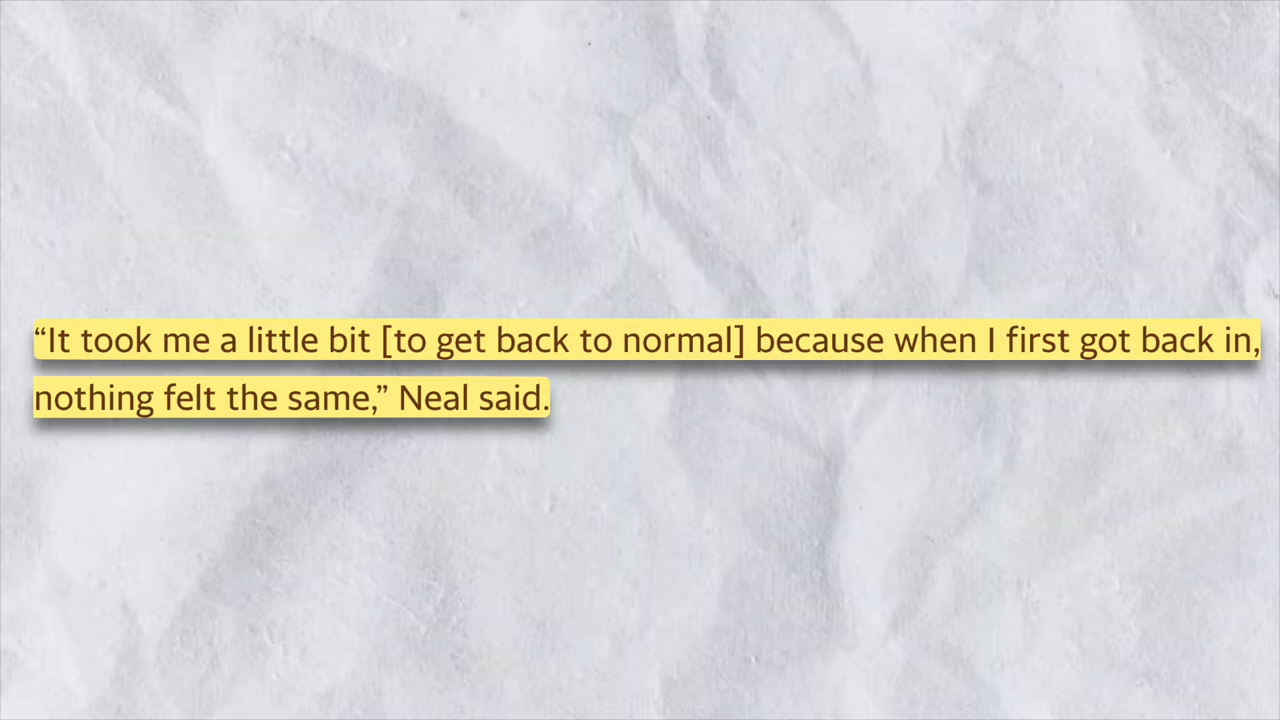 “It took me a little bit [to get back to normal] because when I first got back in,
nothing felt the same,” Neal said.